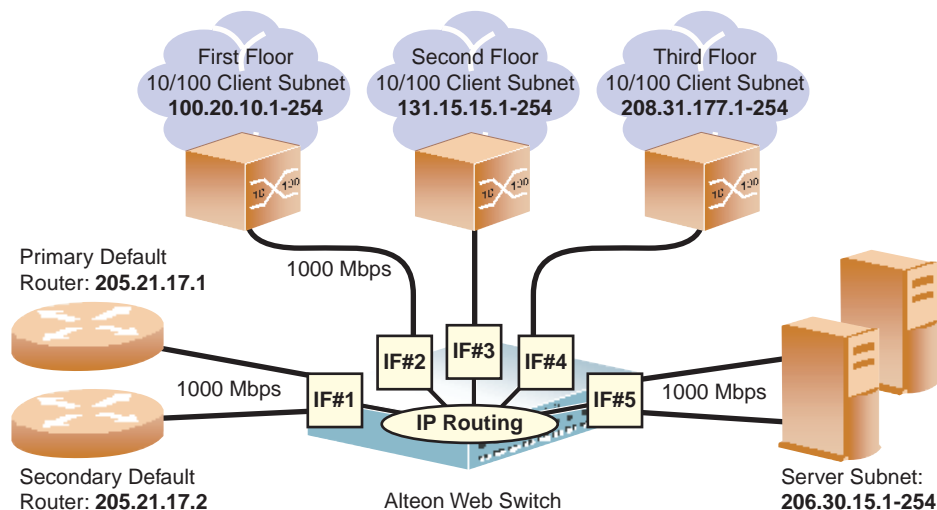 First Floor
10/100 Client Subnet
100.20.10.1-254
Second Floor
10/100 Client Subnet
131.15.15.1-254
Third Floor
10/100 Client Subnet
208.31.177.1-254
10 100
10 100
10 100
Primary Default
Router: 205.21.17.1
1000 Mbps
IF#2
IF#3
IF#4
1000 Mbps
IF#1
IF#5
1000 Mbps
IP Routing
Secondary Default
Router: 205.21.17.2
Alteon Web Switch
Server Subnet:
206.30.15.1-254